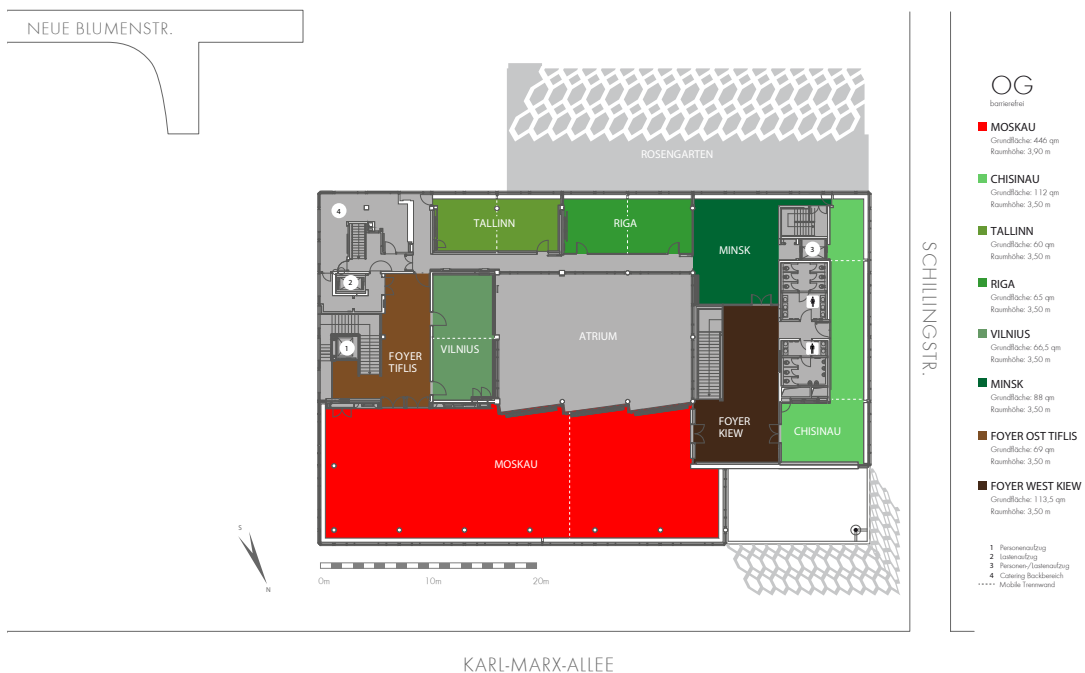 NEUE BLUMENSTR.
ROSENGARTEN
4
TALLINN
RIGA
MINSK
3
2
1
FOYER
TIFLIS
VILNIUS
ATRIUM
FOYER
KIEW
CHISINAU
MOSKAU
S
N
0m
10m
20m
SCHILLINGSTR.
KARL-MARX-ALLEE
OG
barrierefrei
MOSKAU
Grundfläche: 446 qm
Raumhöhe: 3,90 m
CHISINAU
Grundfläche: 112 qm
Raumhöhe: 3,50 m
TALLINN
Grundfläche: 60 qm
Raumhöhe: 3,50 m
RIGA
Grundfläche: 65 qm
Raumhöhe: 3,50 m
VILNIUS
Grundfläche: 66,5 qm
Raumhöhe: 3,50 m
MINSK
Grundfläche: 88 qm
Raumhöhe: 3,50 m
FOYER OST TIFLIS
Grundfläche: 69 qm
Raumhöhe: 3,50 m
FOYER WEST KIEW
Grundfläche: 113,5 qm
Raumhöhe: 3,50 m
1 Personenaufzug
2 Lastenaufzug
3 Personen-/Lastenaufzug
4 Catering Backbereich
Mobile Trennwand